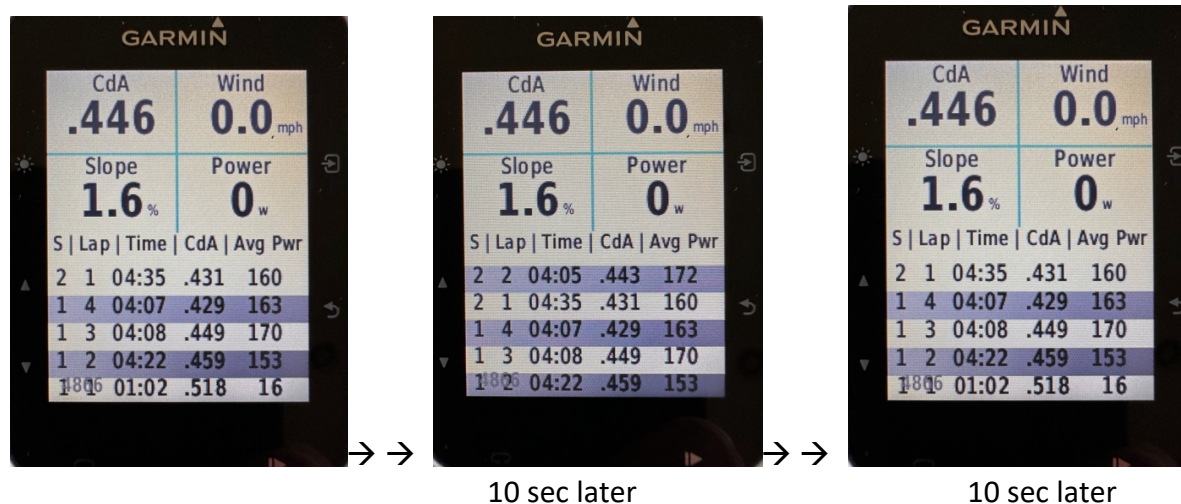 GARMIN
CdA Wind
.446 0.0 mph
Slope Power
1.6 % 0 w
S | Lap | Time | CdA | Avg Pwr
2 1 04:35 .431 160
1 4 04:07 .429 163
1 3 04:08 .449 170
1 2 04:22 .459 153
1 1 01:02 .518 16
→ →
GARMIN
CdA Wind
.446 0.0 mph
Slope Power
1.6 % 0 w
S | Lap | Time | CdA | Avg Pwr
2 2 04:05 .443 172
2 1 04:35 .431 160
1 4 04:07 .429 163
1 3 04:08 .449 170
1 2 04:22 .459 153
10 sec later
→ →
GARMIN
CdA Wind
.446 0.0 mph
Slope Power
1.6 % 0 w
S | Lap | Time | CdA | Avg Pwr
2 1 04:35 .431 160
1 4 04:07 .429 163
1 3 04:08 .449 170
1 2 04:22 .459 153
1 1 01:02 .518 16
10 sec later